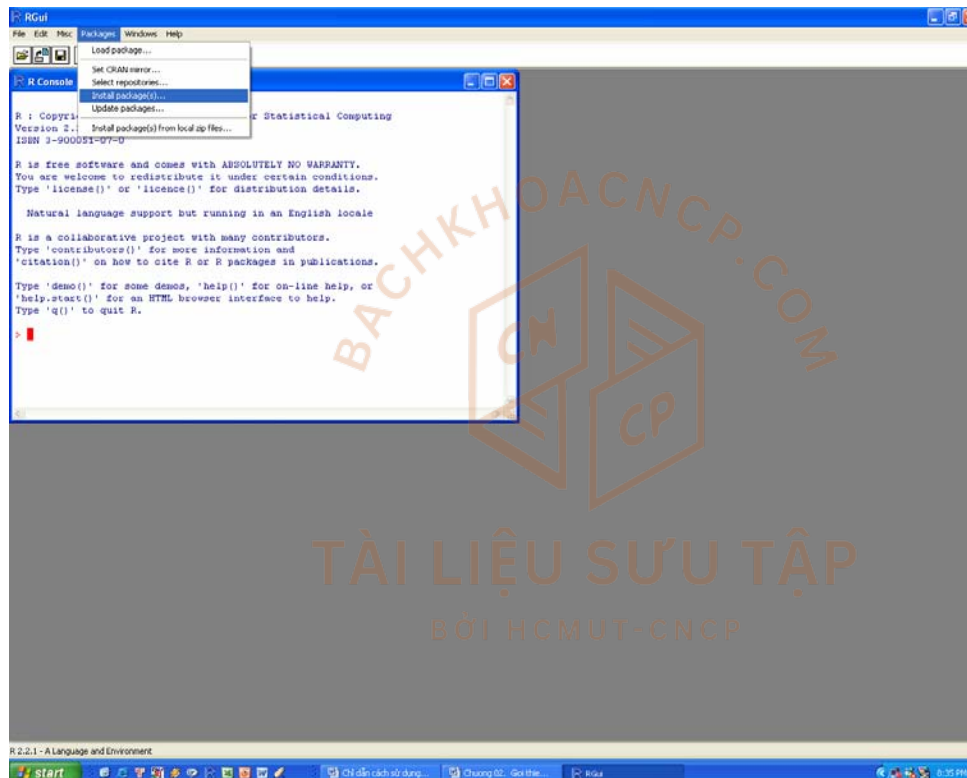 RGui
File Edit Misc Packages Windows Help
Load package...
Set CRAN mirror...
Select repositories...
Install package(s)...
Update packages...
Install package(s) from local zip files...
R Console
R : Copyri r Statistical Computing
Version 2.
ISBN 3-900051-07-0
R is free software and comes with ABSOLUTELY NO WARRANTY.
You are welcome to redistribute it under certain conditions.
Type 'license()' or 'licence()' for distribution details.
Natural language support but running in an English locale
R is a collaborative project with many contributors.
Type 'contributors()' for more information and
'citation()' on how to cite R or R packages in publications.
Type 'demo()' for some demos, 'help()' for on-line help, or
'help.start()' for an HTML browser interface to help.
Type 'q()' to quit R.
>
BACHKHOACNCP.COM
CN
CP
TÀI LIỆU SƯU TẬP
BỞI HCMUT-CNCP
R 2.2.1 - A Language and Environment
start
Chỉ dẫn cách sử dụng...
Chuong 02. Goi thie...
RGui
8:35 PM